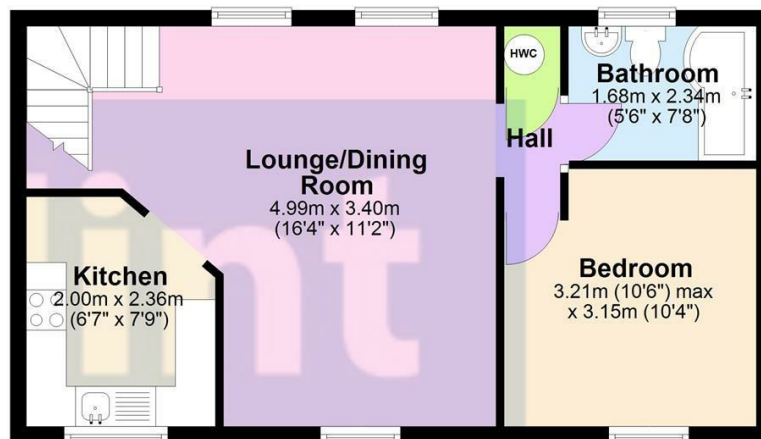 HWC
Bathroom
1.68m x 2.34m
(5'6" x 7'8")
Hall
Lounge/Dining
Room
4.99m x 3.40m
(16'4" x 11'2")
Kitchen
2.00m x 2.36m
(6'7" x 7'9")
Bedroom
3.21m (10'6") max
x 3.15m (10'4")